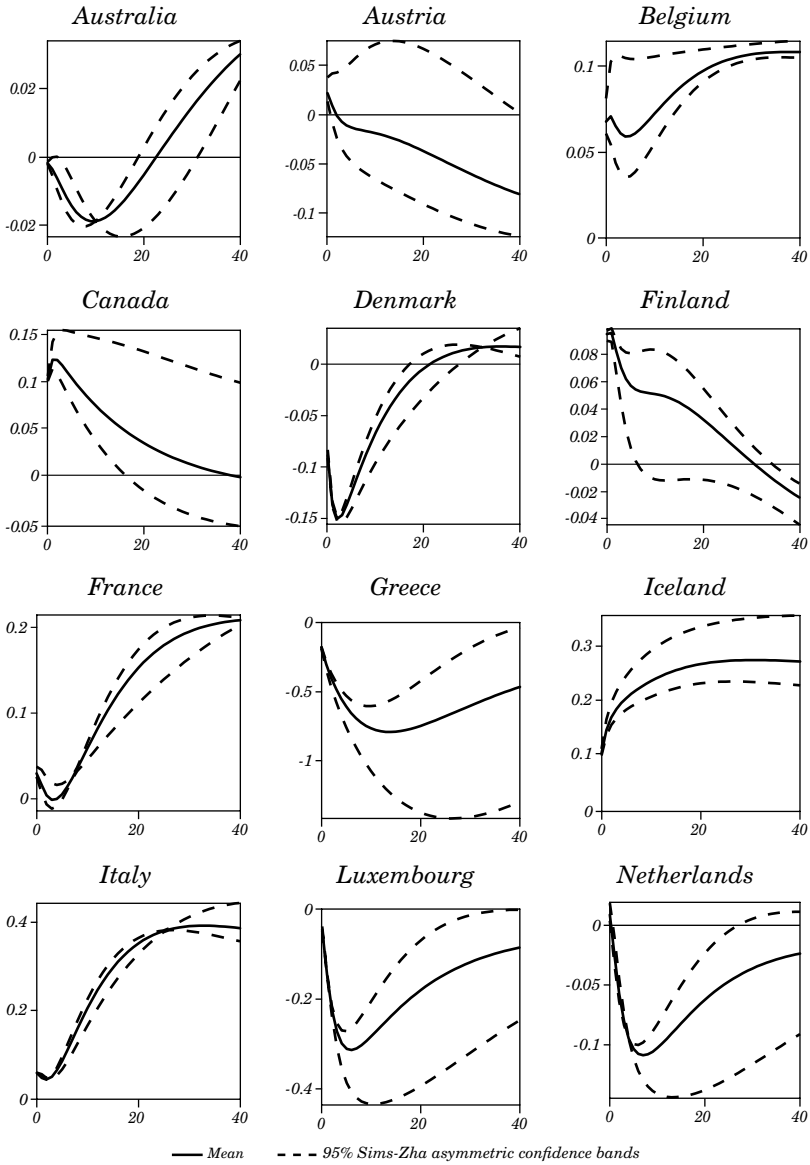 Australia Austria Belgium
0.02
0
-0.02
0 20 40
0.05
0
-0.05
-0.1
0 20 40
0.1
0.05
0
0 20 40
Canada Denmark Finland
0.15
0.1
0.05
0
-0.05
0 20 40
0
-0.05
-0.1
-0.15
0 20 40
0.08
0.06
0.04
0.02
0
-0.02
-0.04
0 20 40
France Greece Iceland
0.2
0.1
0
0 20 40
0
-0.5
-1
0 20 40
0.3
0.2
0.1
0
0 20 40
Italy Luxembourg Netherlands
0.4
0.2
0
0 20 40
0
-0.2
-0.4
0 20 40
0
-0.05
-0.1
0 20 40
Mean 95% Sims-Zha asymmetric confidence bands